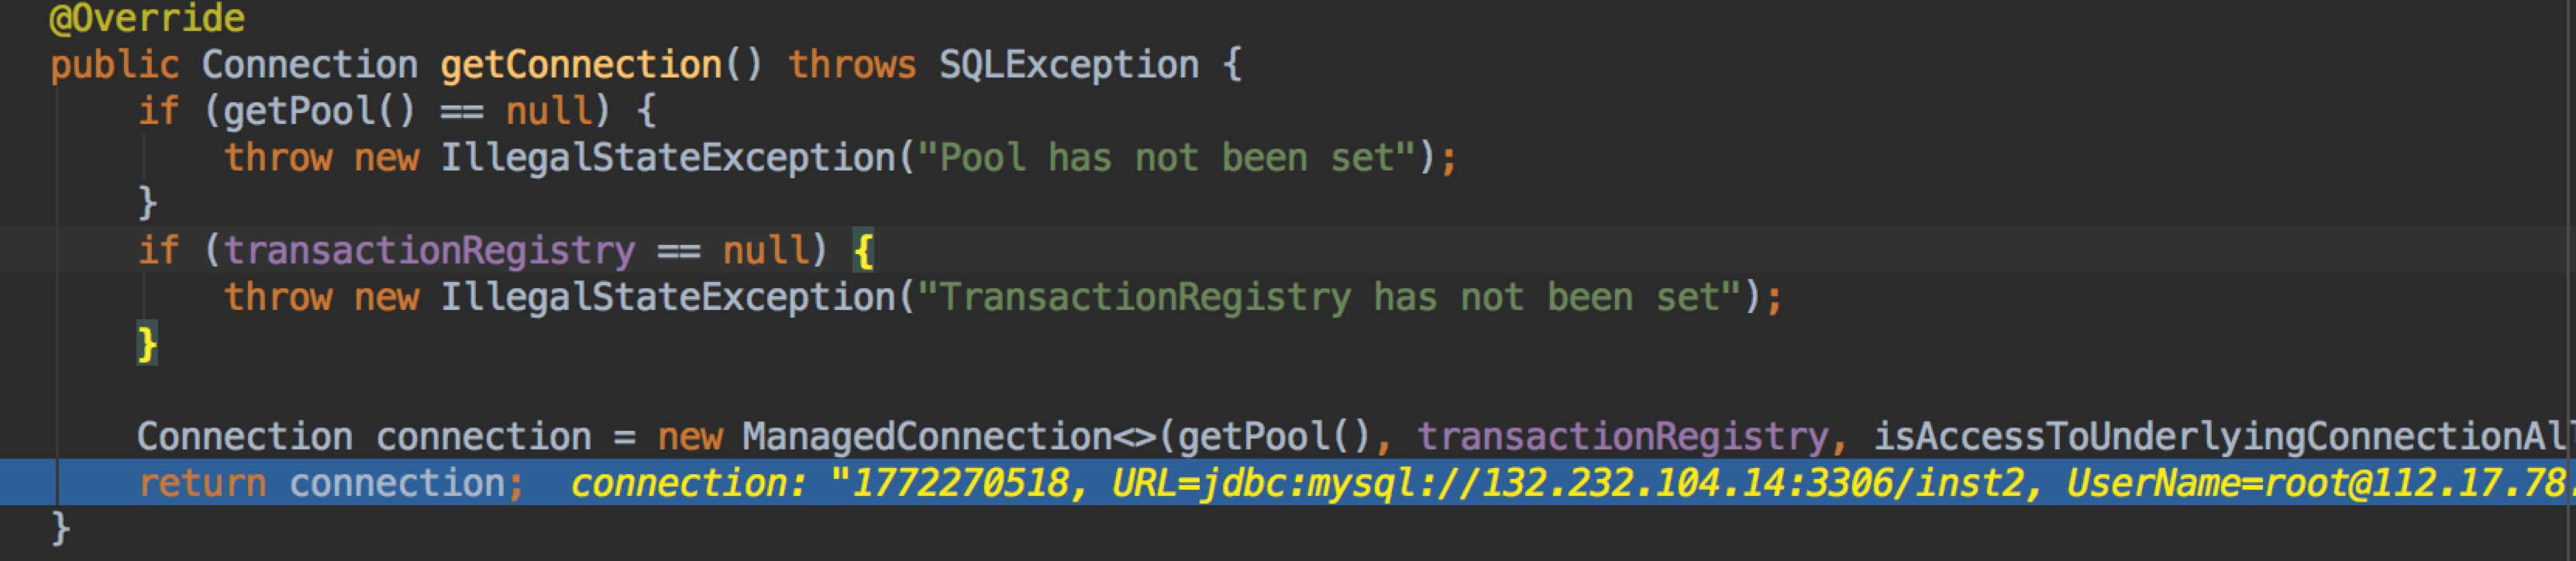 @Override
public Connection getConnection() throws SQLException {
if (getPool() == null) {
throw new IllegalStateException("Pool has not been set");
}
if (transactionRegistry == null) {
throw new IllegalStateException("TransactionRegistry has not been set");
}
Connection connection = new ManagedConnection<>(getPool(), transactionRegistry, isAccessToUnderlyingConnectionAll
return connection; connection: "1772270518, URL=jdbc:mysql://132.232.104.14:3306/inst2, UserName=root@112.17.78.
}